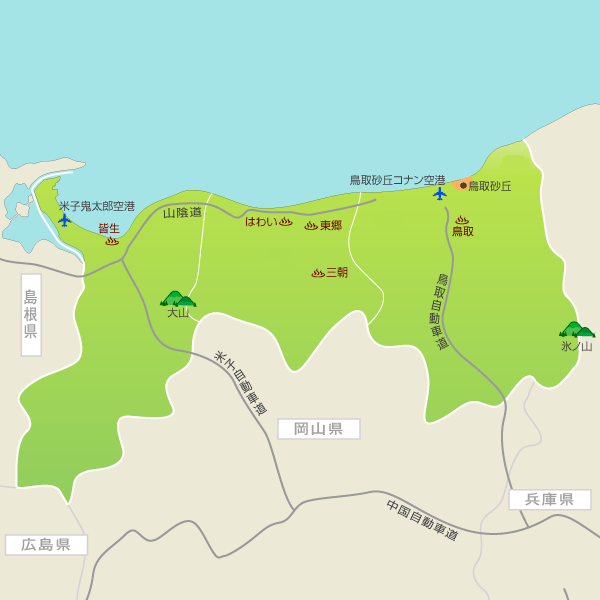 鳥取砂丘コナン空港
鳥取砂丘
米子鬼太郎空港
山陰道
皆生
はわい
東郷
鳥取
三朝
大山
島根県
鳥取自動車道
氷ノ山
米子自動車道
岡山県
兵庫県
中国自動車道
広島県